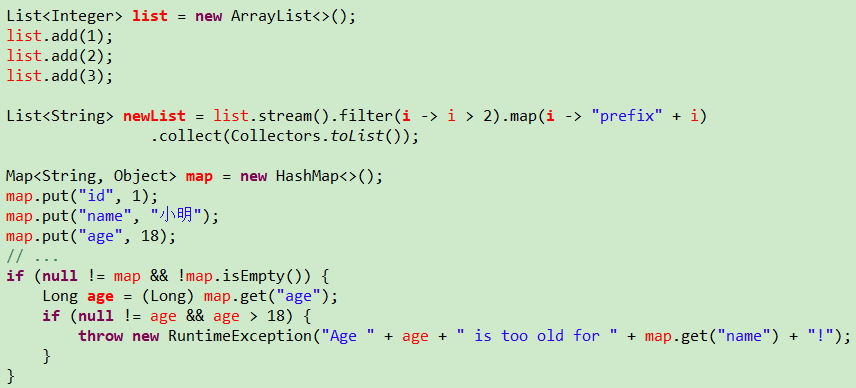 List<Integer> list = new ArrayList<>();
list.add(1);
list.add(2);
list.add(3);

List<String> newList = list.stream().filter(i -> i > 2).map(i -> "prefix" + i)
                .collect(Collectors.toList());

Map<String, Object> map = new HashMap<>();
map.put("id", 1);
map.put("name", "小明");
map.put("age", 18);
// ...
if (null != map && !map.isEmpty()) {
    Long age = (Long) map.get("age");
    if (null != age && age > 18) {
        throw new RuntimeException("Age " + age + " is too old for " + map.get("name") + "!");
    }
}